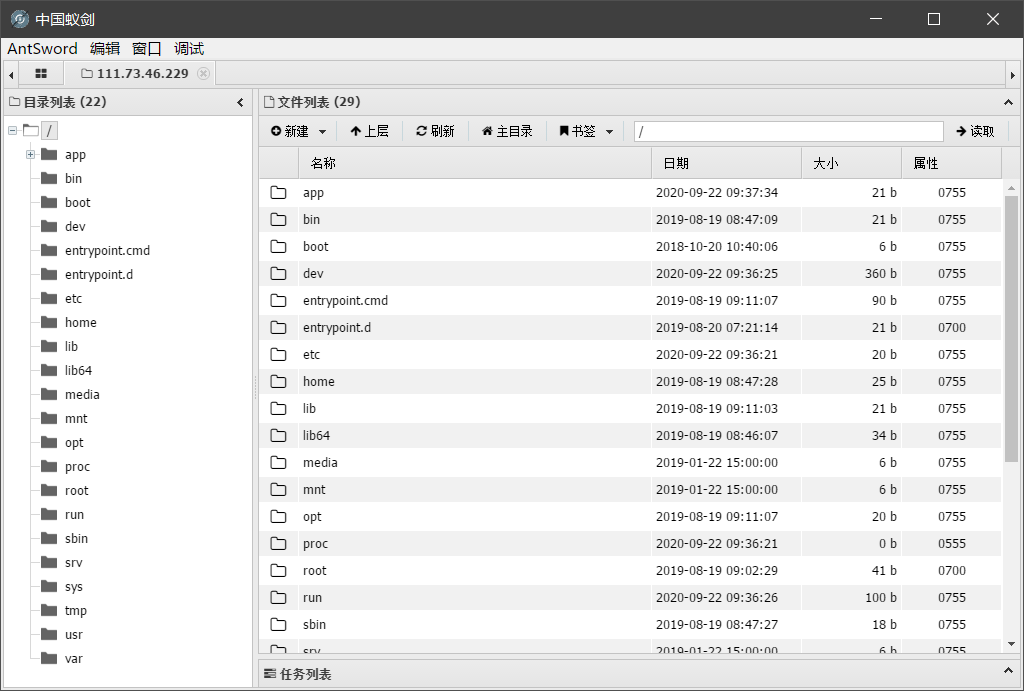 中国蚁剑
AntSword 编辑 窗口 调试
111.73.46.229
目录列表 (22)
/
app
bin
boot
dev
entrypoint.cmd
entrypoint.d
etc
home
lib
lib64
media
mnt
opt
proc
root
run
sbin
srv
sys
tmp
usr
var
文件列表 (29)
新建 上层 刷新 主目录 书签 / 读取
名称 日期 大小 属性
app 2020-09-22 09:37:34 21 b 0755
bin 2019-08-19 08:47:09 21 b 0755
boot 2018-10-20 10:40:06 6 b 0755
dev 2020-09-22 09:36:25 360 b 0755
entrypoint.cmd 2019-08-19 09:11:07 90 b 0755
entrypoint.d 2019-08-20 07:21:14 21 b 0700
etc 2020-09-22 09:36:21 20 b 0755
home 2019-08-19 08:47:28 25 b 0755
lib 2019-08-19 09:11:03 21 b 0755
lib64 2019-08-19 08:46:07 34 b 0755
media 2019-01-22 15:00:00 6 b 0755
mnt 2019-01-22 15:00:00 6 b 0755
opt 2019-08-19 09:11:07 20 b 0755
proc 2020-09-22 09:36:21 0 b 0555
root 2019-08-19 09:02:29 41 b 0700
run 2020-09-22 09:36:26 100 b 0755
sbin 2019-08-19 08:47:27 18 b 0755
srv 2019-01-22 15:00:00 6 b 0755
任务列表